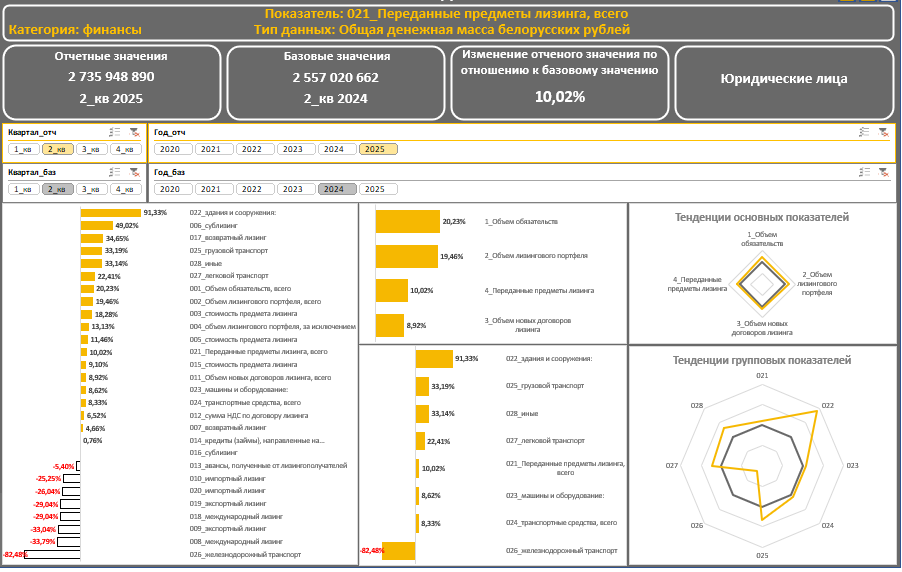 Показатель: 021_Переданные предметы лизинга, всего
Категория: финансы
Тип данных: Общая денежная масса белорусских рублей
Отчетные значения
2 735 948 890
2_кв 2025
Базовые значения
2 557 020 662
2_кв 2024
Изменение отченого значения по
отношению к базовому значению
10,02%
Юридические лица
Квартал_отч
1_кв 2_кв 3_кв 4_кв
Год_отч
2020 2021 2022 2023 2024 2025
Квартал_баз
1_кв 2_кв 3_кв 4_кв
Год_баз
2020 2021 2022 2023 2024 2025
91,33% 022_здания и сооружения:
49,02% 006_сублизинг
34,65% 017_возвратный лизинг
33,19% 025_грузовой транспорт
33,14% 028_иные
22,41% 027_легковой транспорт
20,23% 001_Объем обязательств, всего
19,46% 002_Объем лизингового портфеля, всего
18,28% 003_стоимость предмета лизинга
13,13% 004_объем лизингового портфеля, за исключением
11,46% 005_стоимость предмета лизинга
10,02% 021_Переданные предметы лизинга, всего
9,10% 015_стоимость предмета лизинга
8,92% 011_Объем новых договоров лизинга, всего
8,62% 023_машины и оборудование:
8,33% 024_транспортные средства, всего
6,52% 012_сумма НДС по договору лизинга
4,66% 007_возвратный лизинг
0,76% 014_кредиты (займы), направленные на...
016_сублизинг
-5,40% 013_авансы, полученные от лизингополучателей
-25,25% 010_импортный лизинг
-26,04% 020_импортный лизинг
-29,04% 019_экспортный лизинг
-29,04% 018_международный лизинг
-33,04% 009_экспортный лизинг
-33,79% 008_международный лизинг
-82,48% 026_железнодорожный транспорт
20,23% 1_Объем обязательств
19,46% 2_Объем лизингового портфеля
10,02% 4_Переданные предметы лизинга
8,92% 3_Объем новых договоров
лизинга
91,33% 022_здания и сооружения:
33,19% 025_грузовой транспорт
33,14% 028_иные
22,41% 027_легковой транспорт
10,02% 021_Переданные предметы лизинга,
всего
8,62% 023_машины и оборудование:
8,33% 024_транспортные средства, всего
-82,48% 026_железнодорожный транспорт
Тенденции основных показателей
1_Объем
обязательств
2_Объем
лизингового
портфеля
3_Объем новых
договоров лизинга
4_Переданные
предметы лизинга
Тенденции групповых показателей
021
022
023
024
025
026
027
028